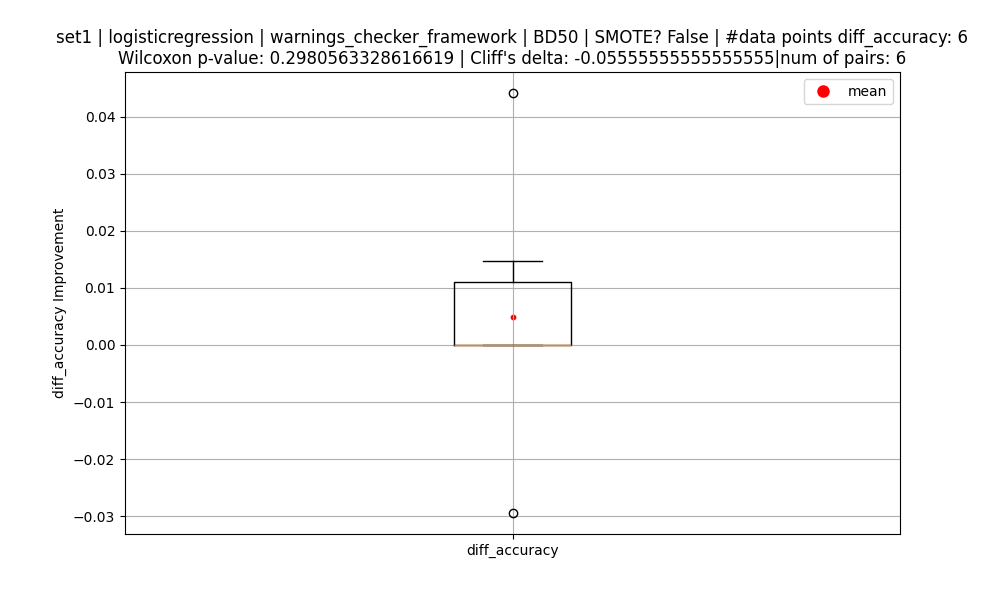 set1 | logisticregression | warnings_checker_framework | BD50 | SMOTE? False | #data points diff_accuracy: 6
Wilcoxon p-value: 0.2980563328616619 | Cliff's delta: -0.05555555555555555|num of pairs: 6
mean
0.04
0.03
0.02
0.01
0.00
−0.01
−0.02
−0.03
diff_accuracy Improvement
diff_accuracy